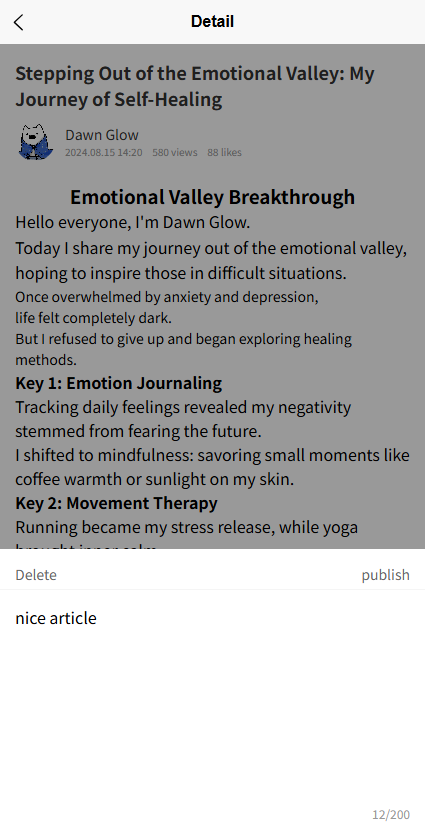 Detail
Stepping Out of the Emotional Valley: My
Journey of Self-Healing
Dawn Glow
2024.08.15 14:20 580 views 88 likes
Emotional Valley Breakthrough
Hello everyone, I'm Dawn Glow.
Today I share my journey out of the emotional valley,
hoping to inspire those in difficult situations.
Once overwhelmed by anxiety and depression,
life felt completely dark.
But I refused to give up and began exploring healing
methods.
Key 1: Emotion Journaling
Tracking daily feelings revealed my negativity
stemmed from fearing the future.
I shifted to mindfulness: savoring small moments like
coffee warmth or sunlight on my skin.
Key 2: Movement Therapy
Running became my stress release, while yoga
brought inner calm.
Delete publish
nice article
12/200